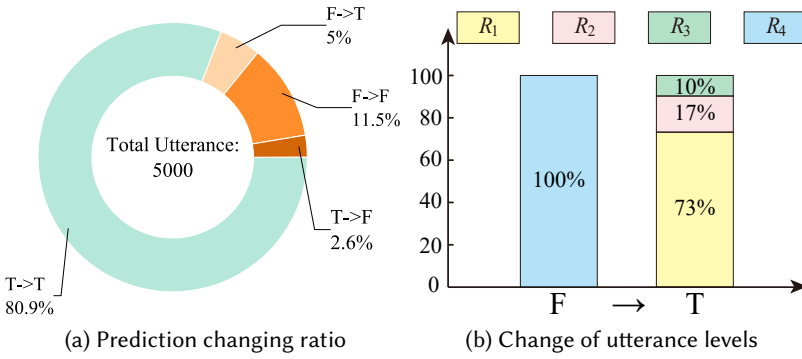 F->T
5%
F->F
11.5%
Total Utterance:
5000
T->F
2.6%
T->T
80.9%
(a) Prediction changing ratio
R1 R2 R3 R4
100
80
60
40
20
0
100%
10%
17%
73%
F → T
(b) Change of utterance levels